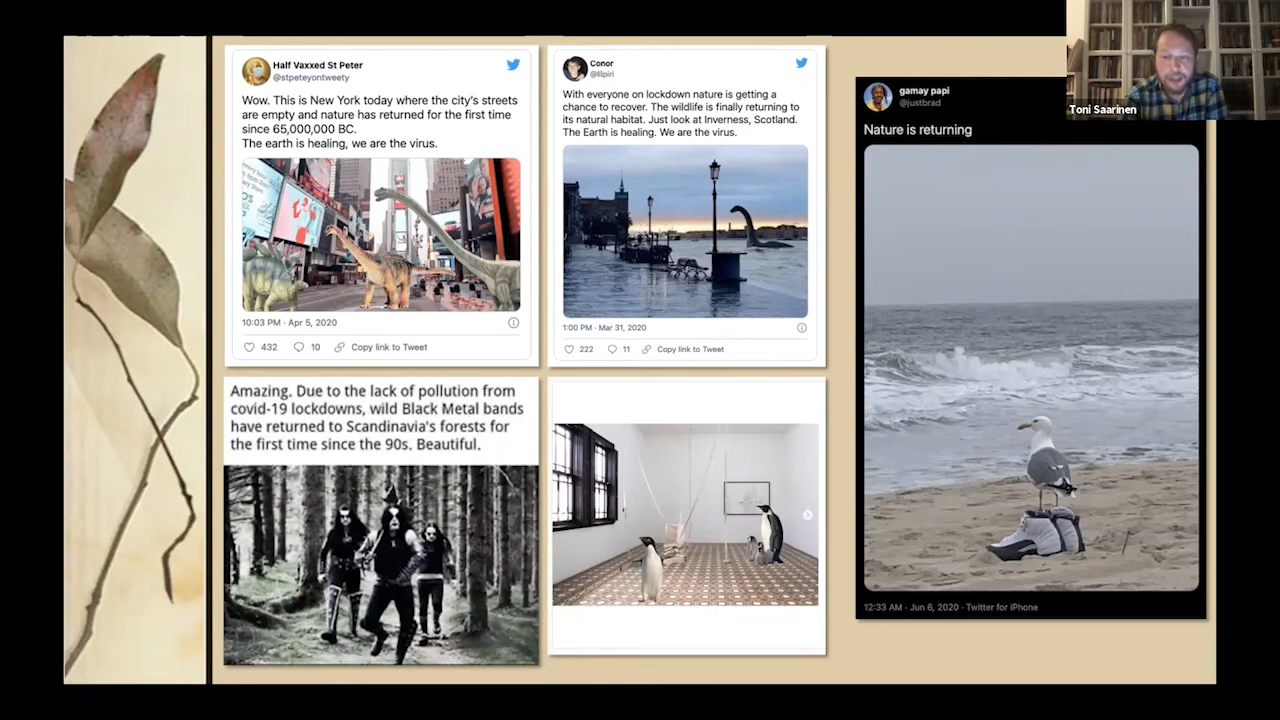 Half Vaxxed St Peter
@stpeteyontweety
Wow. This is New York today where the city's streets
are empty and nature has returned for the first time
since 65,000,000 BC.
The earth is healing, we are the virus.
10:03 PM · Apr 5, 2020
432
10
Copy link to Tweet
Conor
@lilpiri
With everyone on lockdown nature is getting a
chance to recover. The wildlife is finally returning to
its natural habitat. Just look at Inverness, Scotland.
The Earth is healing. We are the virus.
1:00 PM · Mar 31, 2020
222
11
Copy link to Tweet
Amazing. Due to the lack of pollution from
covid-19 lockdowns, wild Black Metal bands
have returned to Scandinavia's forests for
the first time since the 90s. Beautiful.
gamay papi
@justbrad
Nature is returning
12:33 AM · Jun 6, 2020 · Twitter for iPhone
Toni Saarinen